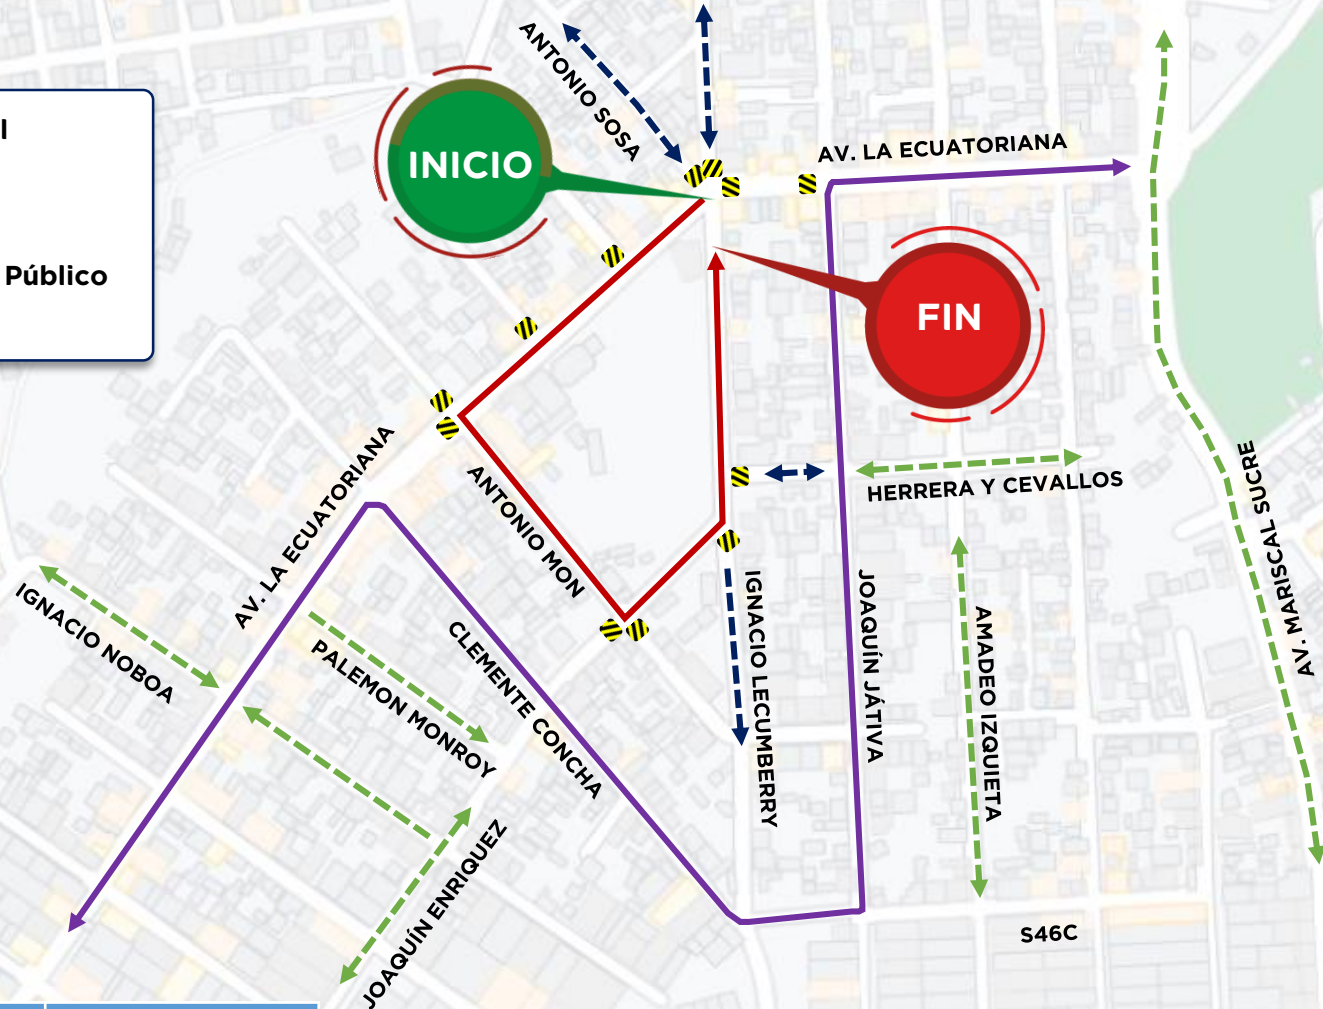 ANTONIO SOSA
l
INICIO
AV. LA ECUATORIANA
Público
FIN
AV. LA ECUATORIANA
ANTONIO MON
HERRERA Y CEVALLOS
AV. MARISCAL SUCRE
IGNACIO NOBOA
PALEMON MONROY
CLEMENTE CONCHA
IGNACIO LECUMBERRY
JOAQUÍN JÁTIVA
AMADEO IZQUIETA
JOAQUÍN ENRIQUEZ
S46C